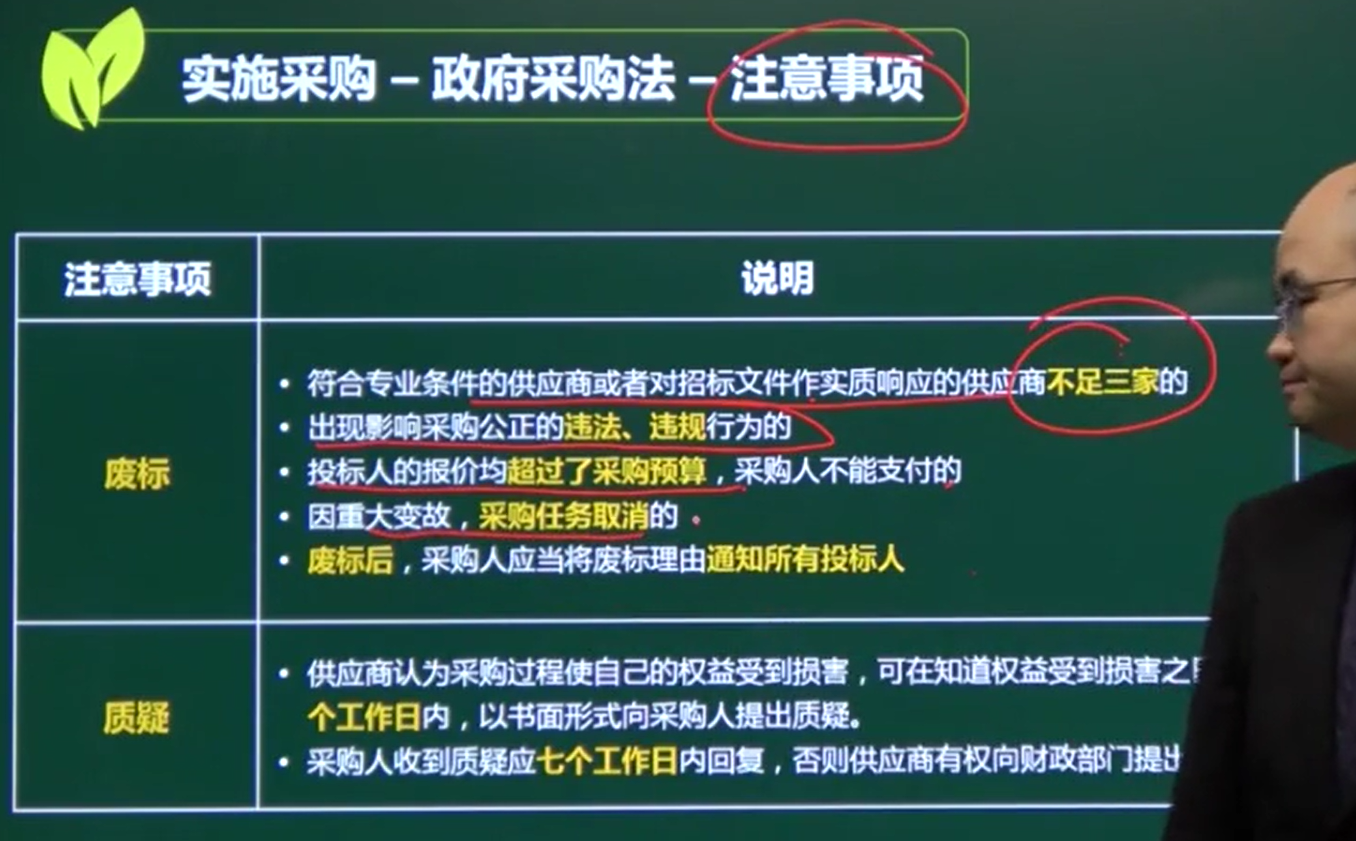 实施采购 – 政府采购法 – 注意事项
注意事项
说明
废标
• 符合专业条件的供应商或者对招标文件作实质响应的供应商不足三家的
• 出现影响采购公正的违法、违规行为的
• 投标人的报价均超过了采购预算，采购人不能支付的
• 因重大变故，采购任务取消的
• 废标后，采购人应当将废标理由通知所有投标人
质疑
• 供应商认为采购过程使自己的权益受到损害，可在知道权益受到损害之
个工作日内，以书面形式向采购人提出质疑。
• 采购人收到质疑应七个工作日内回复，否则供应商有权向财政部门提出